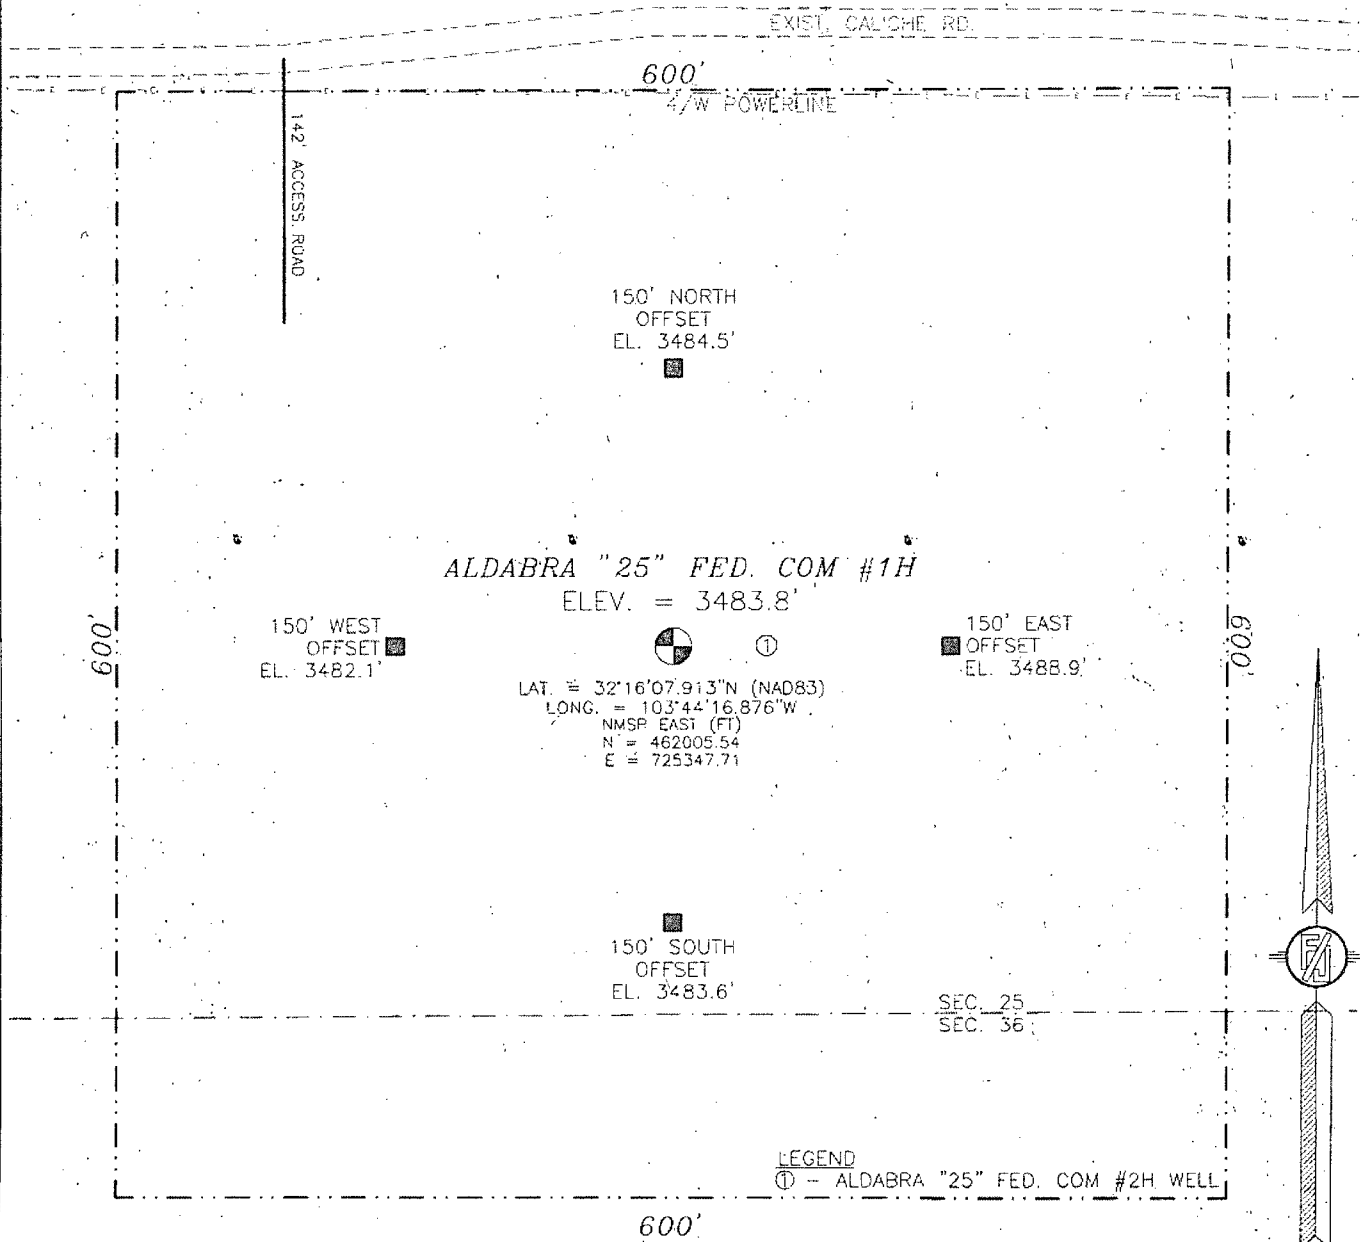 EXIST. CALICHE RD.
600'
4/W POWERLINE
142' ACCESS ROAD
150' NORTH
OFFSET
EL. 3484.5'
ALDABRA "25" FED. COM #1H
ELEV. = 3483.8'
600'
150' WEST
OFFSET
EL. 3482.1'
①
150' EAST
OFFSET
EL. 3488.9'
600'
LAT. = 32°16'07.913"N (NAD83)
LONG. = 103°44'16.876"W
NMSP EAST (FT)
N = 462005.54
E = 725347.71
150' SOUTH
OFFSET
EL. 3483.6'
SEC. 25
SEC. 36
LEGEND
① - ALDABRA "25" FED. COM #2H WELL
600'